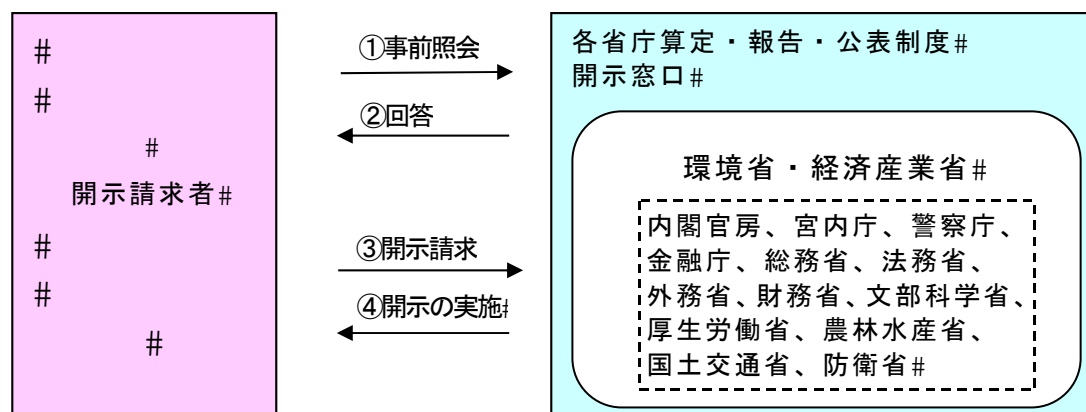 #
#
#
開示請求者#
#
#
#
①事前照会
②回答
③開示請求
④開示の実施#
各省庁算定・報告・公表制度#
開示窓口#
環境省・経済産業省#
内閣官房、宮内庁、警察庁、
金融庁、総務省、法務省、
外務省、財務省、文部科学省、
厚生労働省、農林水産省、
国土交通省、防衛省#